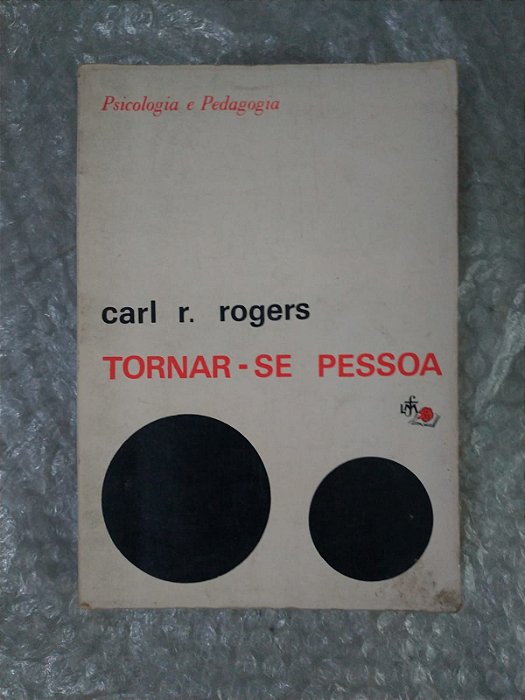 Psicologia e Pedagogia
carl r. rogers
TORNAR-SE PESSOA